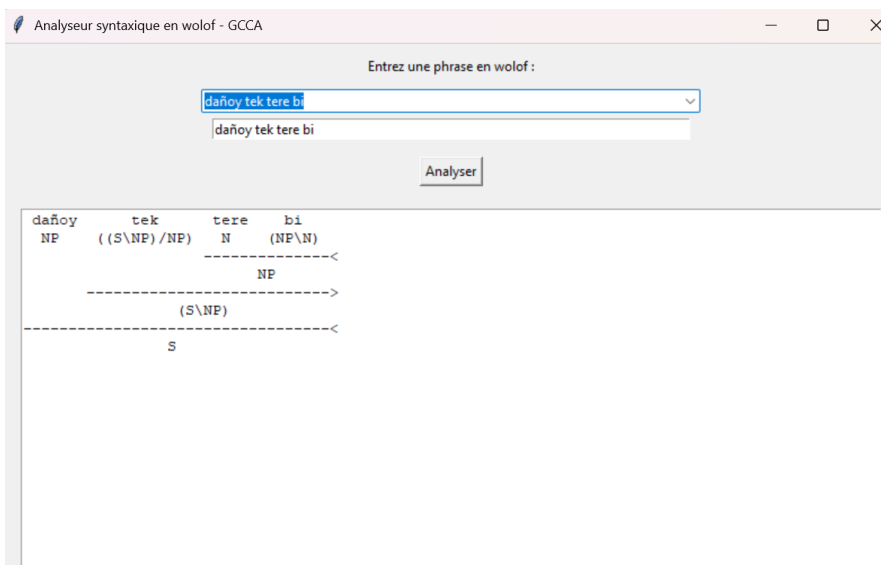 Analyseur syntaxique en wolof - GCCA
Entrez une phrase en wolof :
dañoy tek tere bi
dañoy tek tere bi
Analyser
dañoy tek tere bi
NP ((S\NP)/NP) N (NP\N)
--------------<
NP
--------------------------->
(S\NP)
----------------------------------<
S